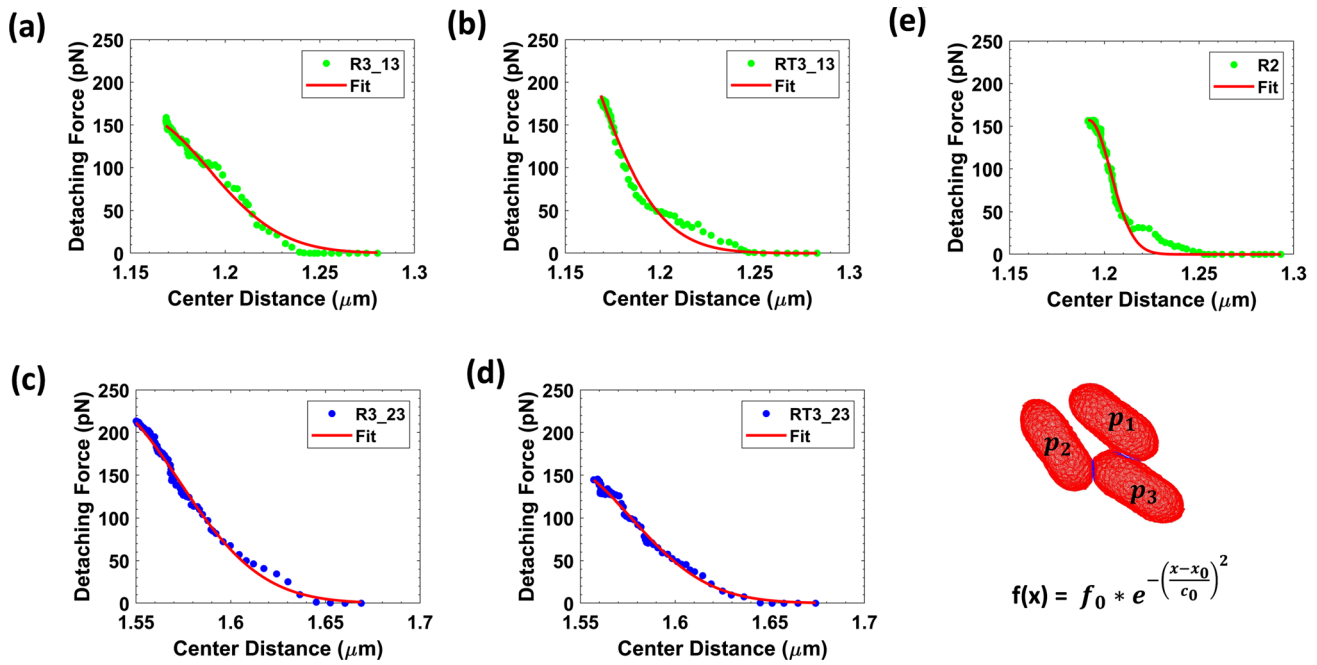 (a)
Detaching Force (pN)
250
200
150
100
50
0
R3_13
Fit
1.15
1.2
1.25
1.3
Center Distance (μm)
(b)
Detaching Force (pN)
250
200
150
100
50
0
RT3_13
Fit
1.15
1.2
1.25
1.3
Center Distance (μm)
(e)
Detaching Force (pN)
250
200
150
100
50
0
R2
Fit
1.15
1.2
1.25
1.3
Center Distance (μm)
(c)
Detaching Force (pN)
250
200
150
100
50
0
R3_23
Fit
1.55
1.6
1.65
1.7
Center Distance (μm)
(d)
Detaching Force (pN)
250
200
150
100
50
0
RT3_23
Fit
1.55
1.6
1.65
1.7
Center Distance (μm)
p₁
p₂
p₃
f(x) = f₀ * e^{-((x-x₀)/c₀)²}